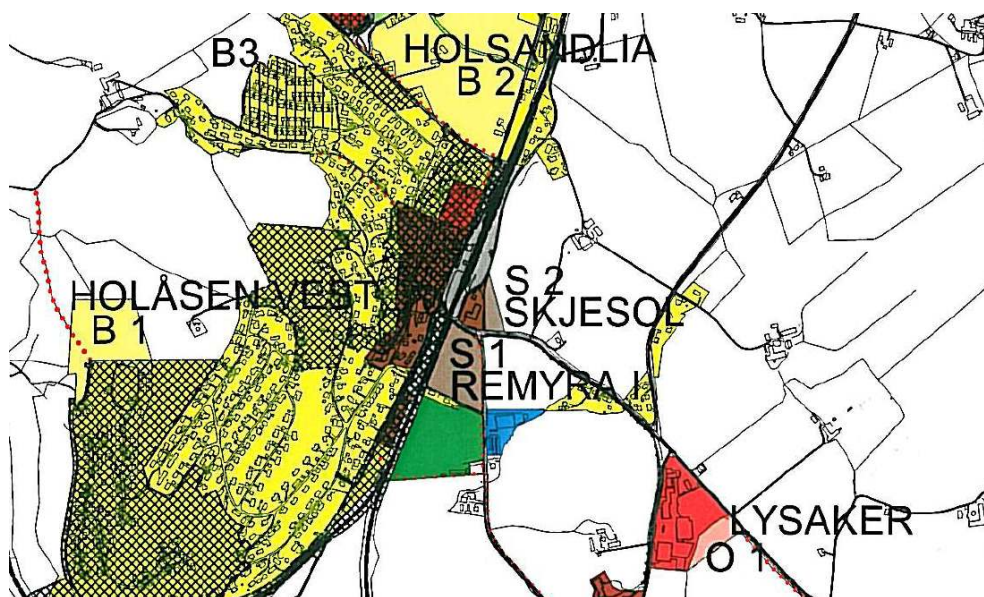 HOLSANDLIA
B3
B 2
S 2
HOLÅSEN VEST
SKJESOL
B 1
S 1
REMYRA I
LYSAKER
O 1